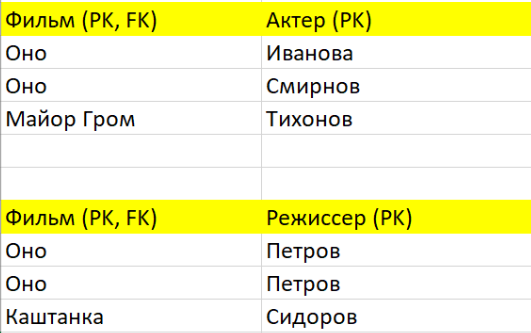 Фильм (PK, FK) Актер (PK)
Оно Иванова
Оно Смирнов
Майор Гром Тихонов
Фильм (PK, FK) Режиссер (PK)
Оно Петров
Оно Петров
Каштанка Сидоров